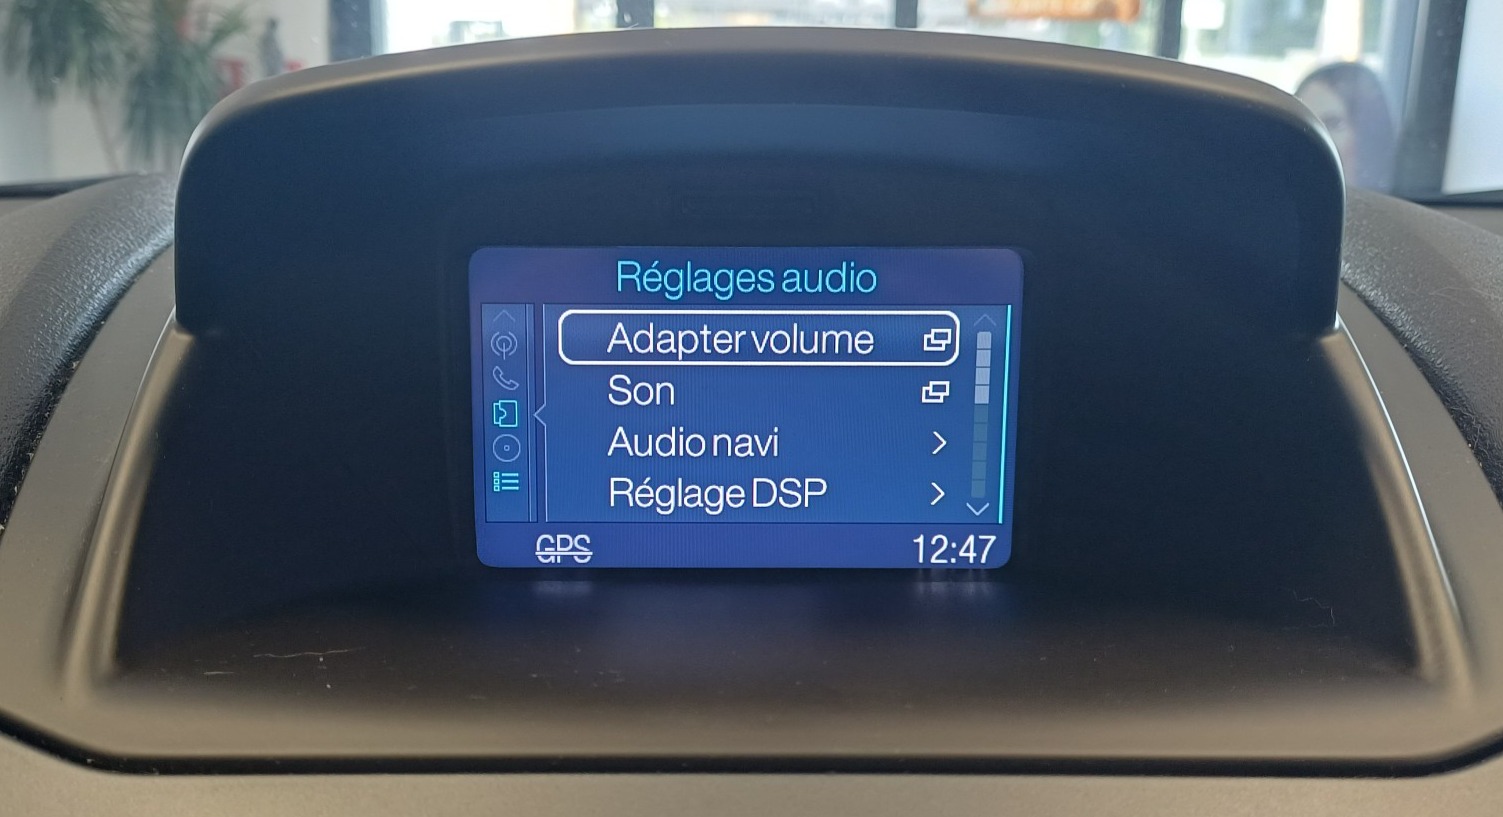 Réglages audio
Adapter volume
Son
Audio navi
Réglage DSP
GPS 12:47